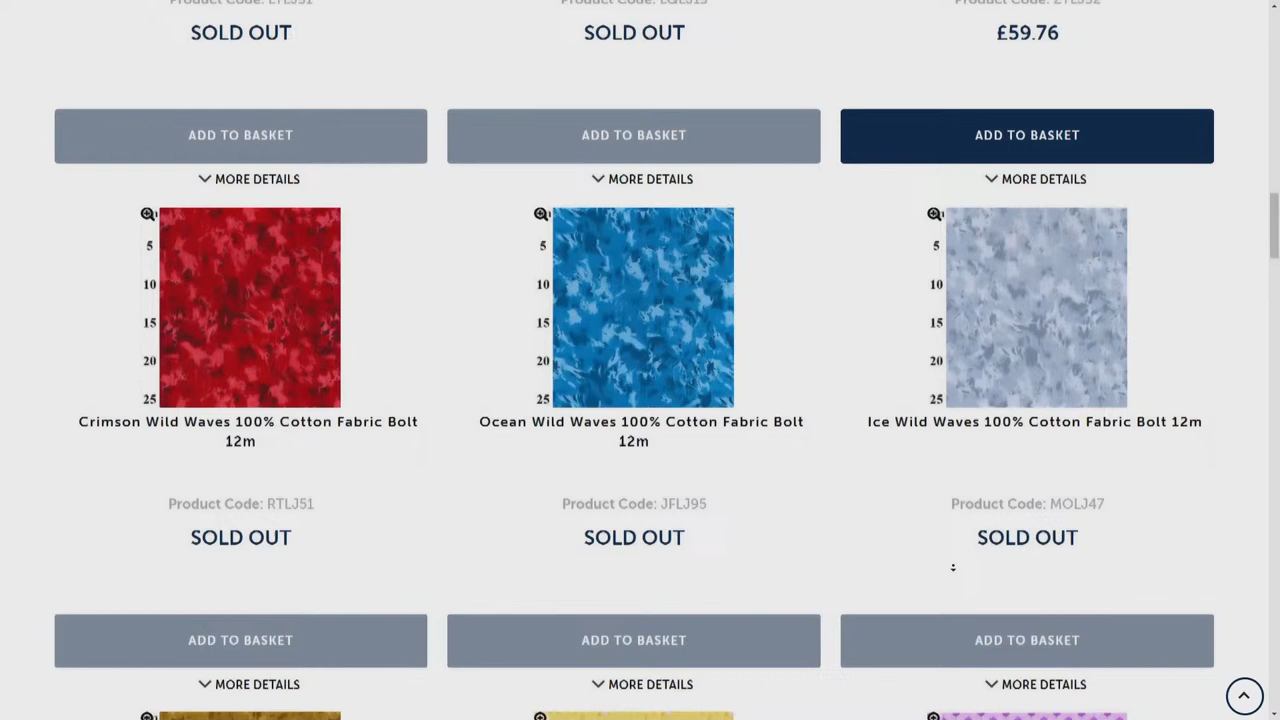 SOLD OUT
SOLD OUT
£59.76
ADD TO BASKET
ADD TO BASKET
ADD TO BASKET
MORE DETAILS
MORE DETAILS
MORE DETAILS
5
10
15
20
25
5
10
15
20
25
5
10
15
20
25
Crimson Wild Waves 100% Cotton Fabric Bolt
12m
Ocean Wild Waves 100% Cotton Fabric Bolt
12m
Ice Wild Waves 100% Cotton Fabric Bolt 12m
Product Code: RTLJ51
Product Code: JFLJ95
Product Code: MOLJ47
SOLD OUT
SOLD OUT
SOLD OUT
ADD TO BASKET
ADD TO BASKET
ADD TO BASKET
MORE DETAILS
MORE DETAILS
MORE DETAILS